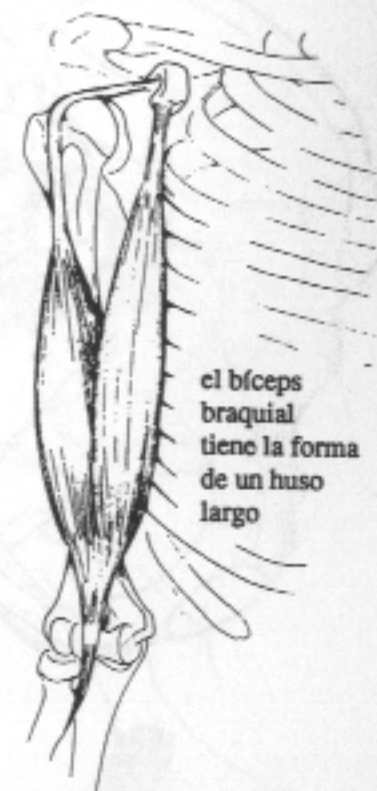 el bíceps
braquial
tiene la forma
de un huso
largo